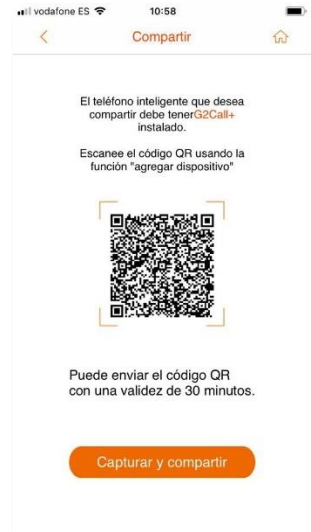 vodafone ES 10:58
Compartir
El teléfono inteligente que desea
compartir debe tenerG2Call+
instalado.
Escanee el código QR usando la
función "agregar dispositivo"
Puede enviar el código QR
con una validez de 30 minutos.
Capturar y compartir